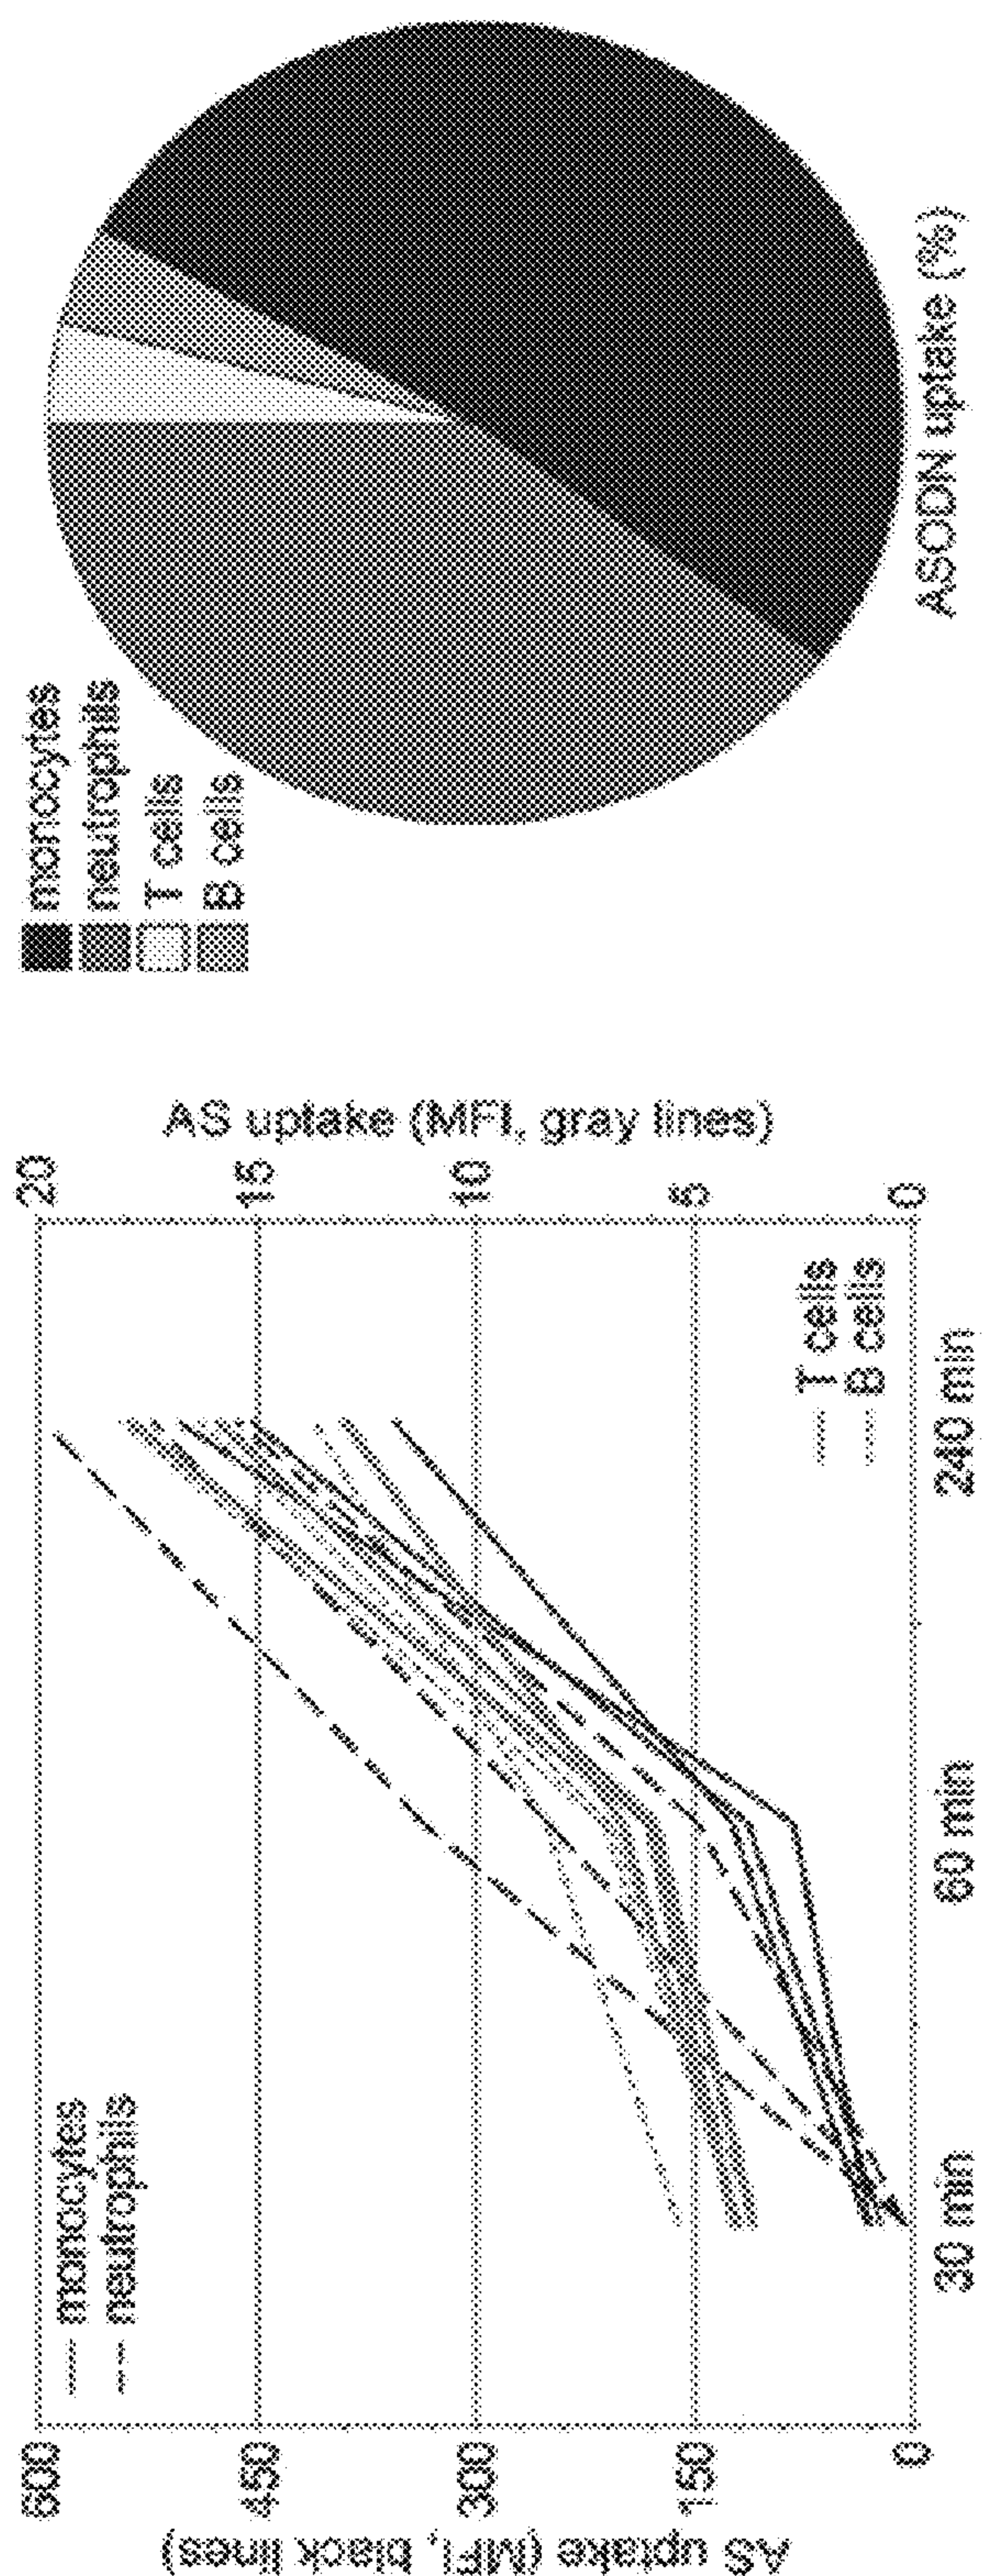 AS uptake (MFI, black lines)
600
450
300
150
0
monocytes
neutrophils
T cells
B cells
30 min
60 min
240 min
20
15
10
5
0
AS uptake (MFI, gray lines)
monocytes
neutrophils
T cells
B cells
ASODN uptake (%)